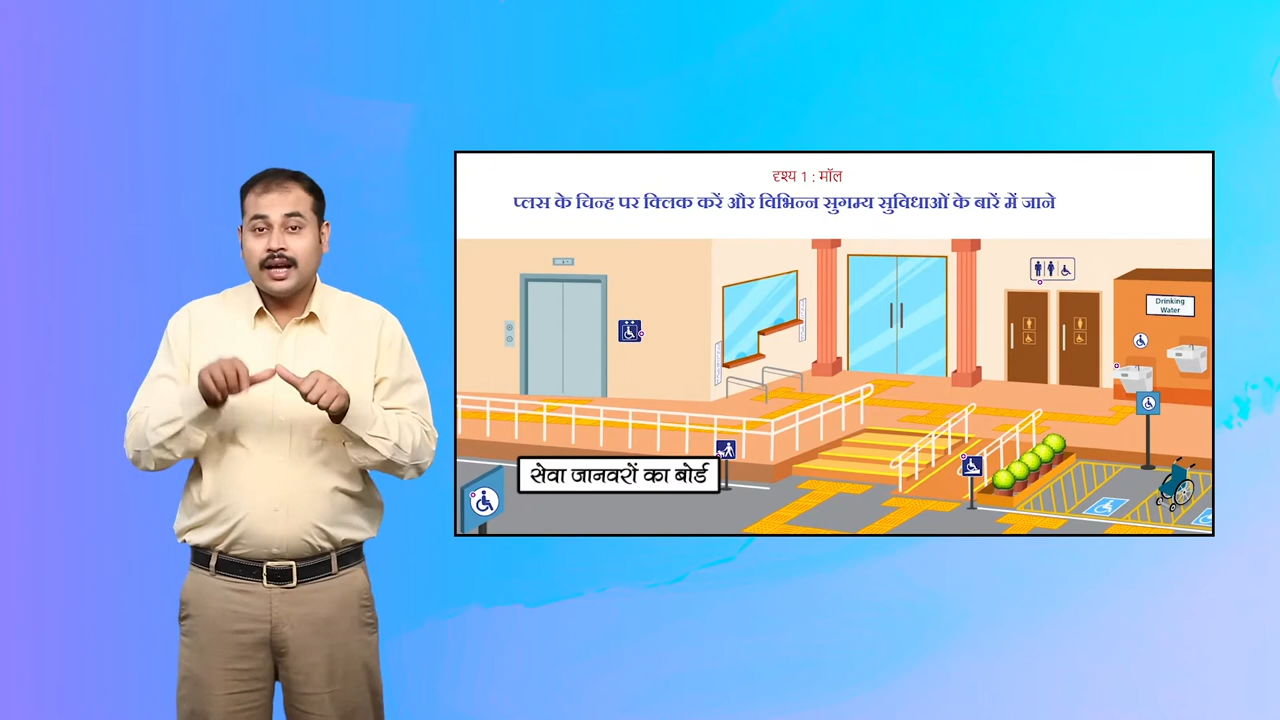 दृश्य 1 : मॉल
प्लस के चिन्ह पर क्लिक करें और विभिन्न सुगम्य सुविधाओं के बारें में जाने
Drinking
Water
सेवा जानवरों का बोर्ड